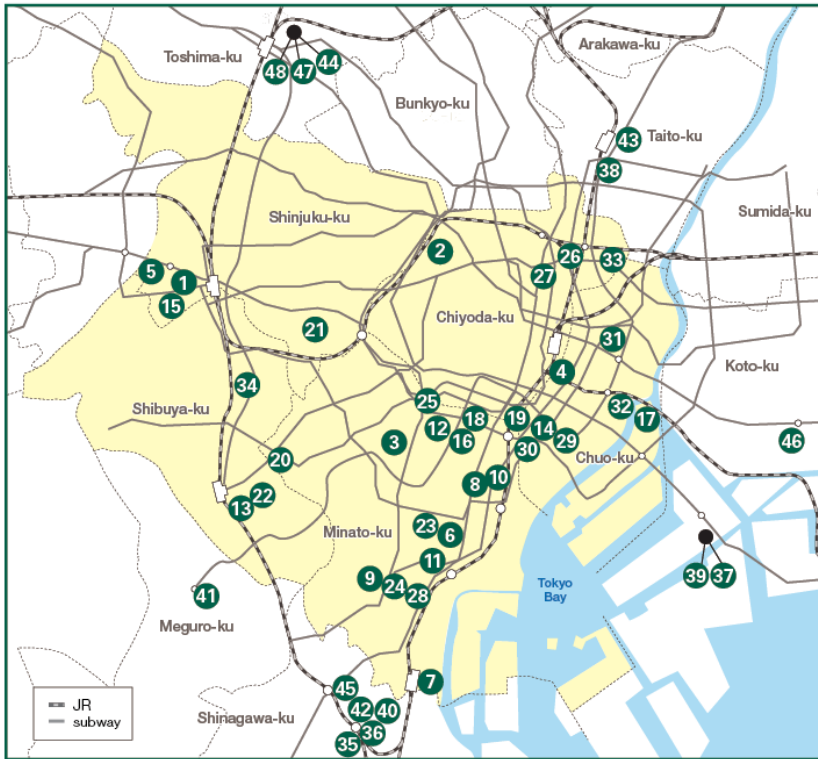 Toshima-ku
Arakawa-ku
48 47 44
Bunkyo-ku
43 Taito-ku
38
Shinjuku-ku
Sumida-ku
2
26
33
5
1
27
15
Chiyoda-ku
21
31
4
Koto-ku
34
25
32
17
Shibuya-ku
12
18
19
14
3
16
30
29
46
20
Chuo-ku
8
10
22
13
23
Minato-ku
6
11
9
24
28
Tokyo
Bay
39 37
41
Meguro-ku
45
7
JR
subway
Shinagawa-ku
42 40
36
35